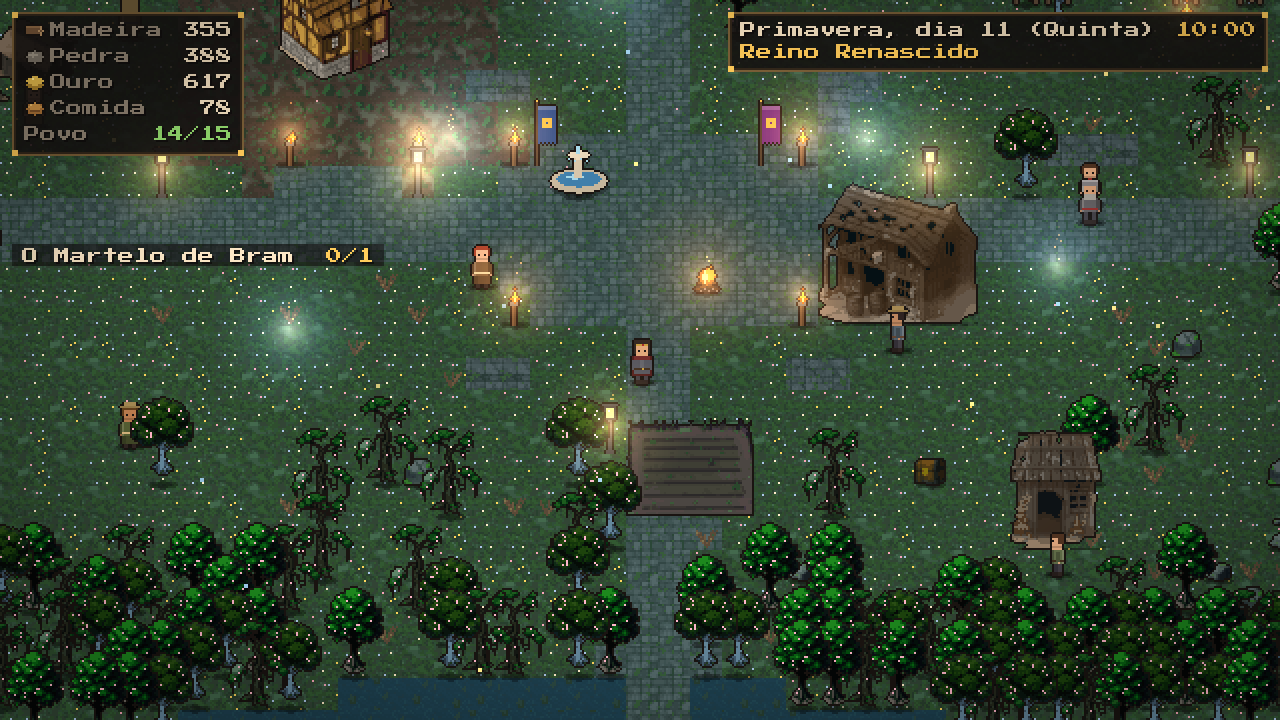 Madeira 355
Pedra 388
Ouro 617
Comida 78
Povo 14/15
Primavera, dia 11 (Quinta) 10:00
Reino Renascido
O Martelo de Bram 0/1